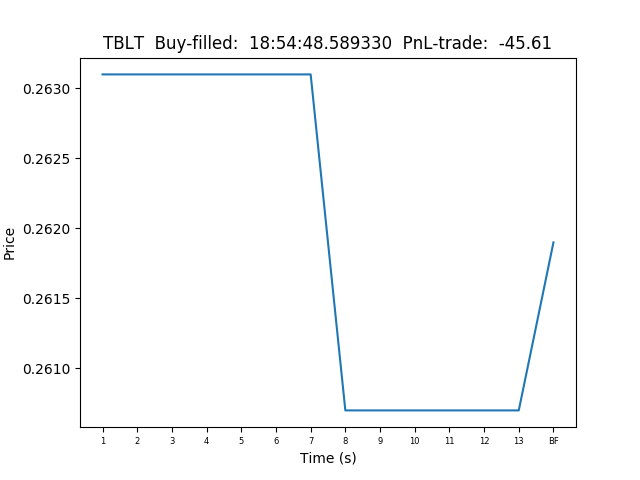 TBLT  Buy-filled:  18:54:48.589330  PnL-trade:  -45.61
Price
0.2630
0.2625
0.2620
0.2615
0.2610
1 2 3 4 5 6 7 8 9 10 11 12 13 BF
Time (s)